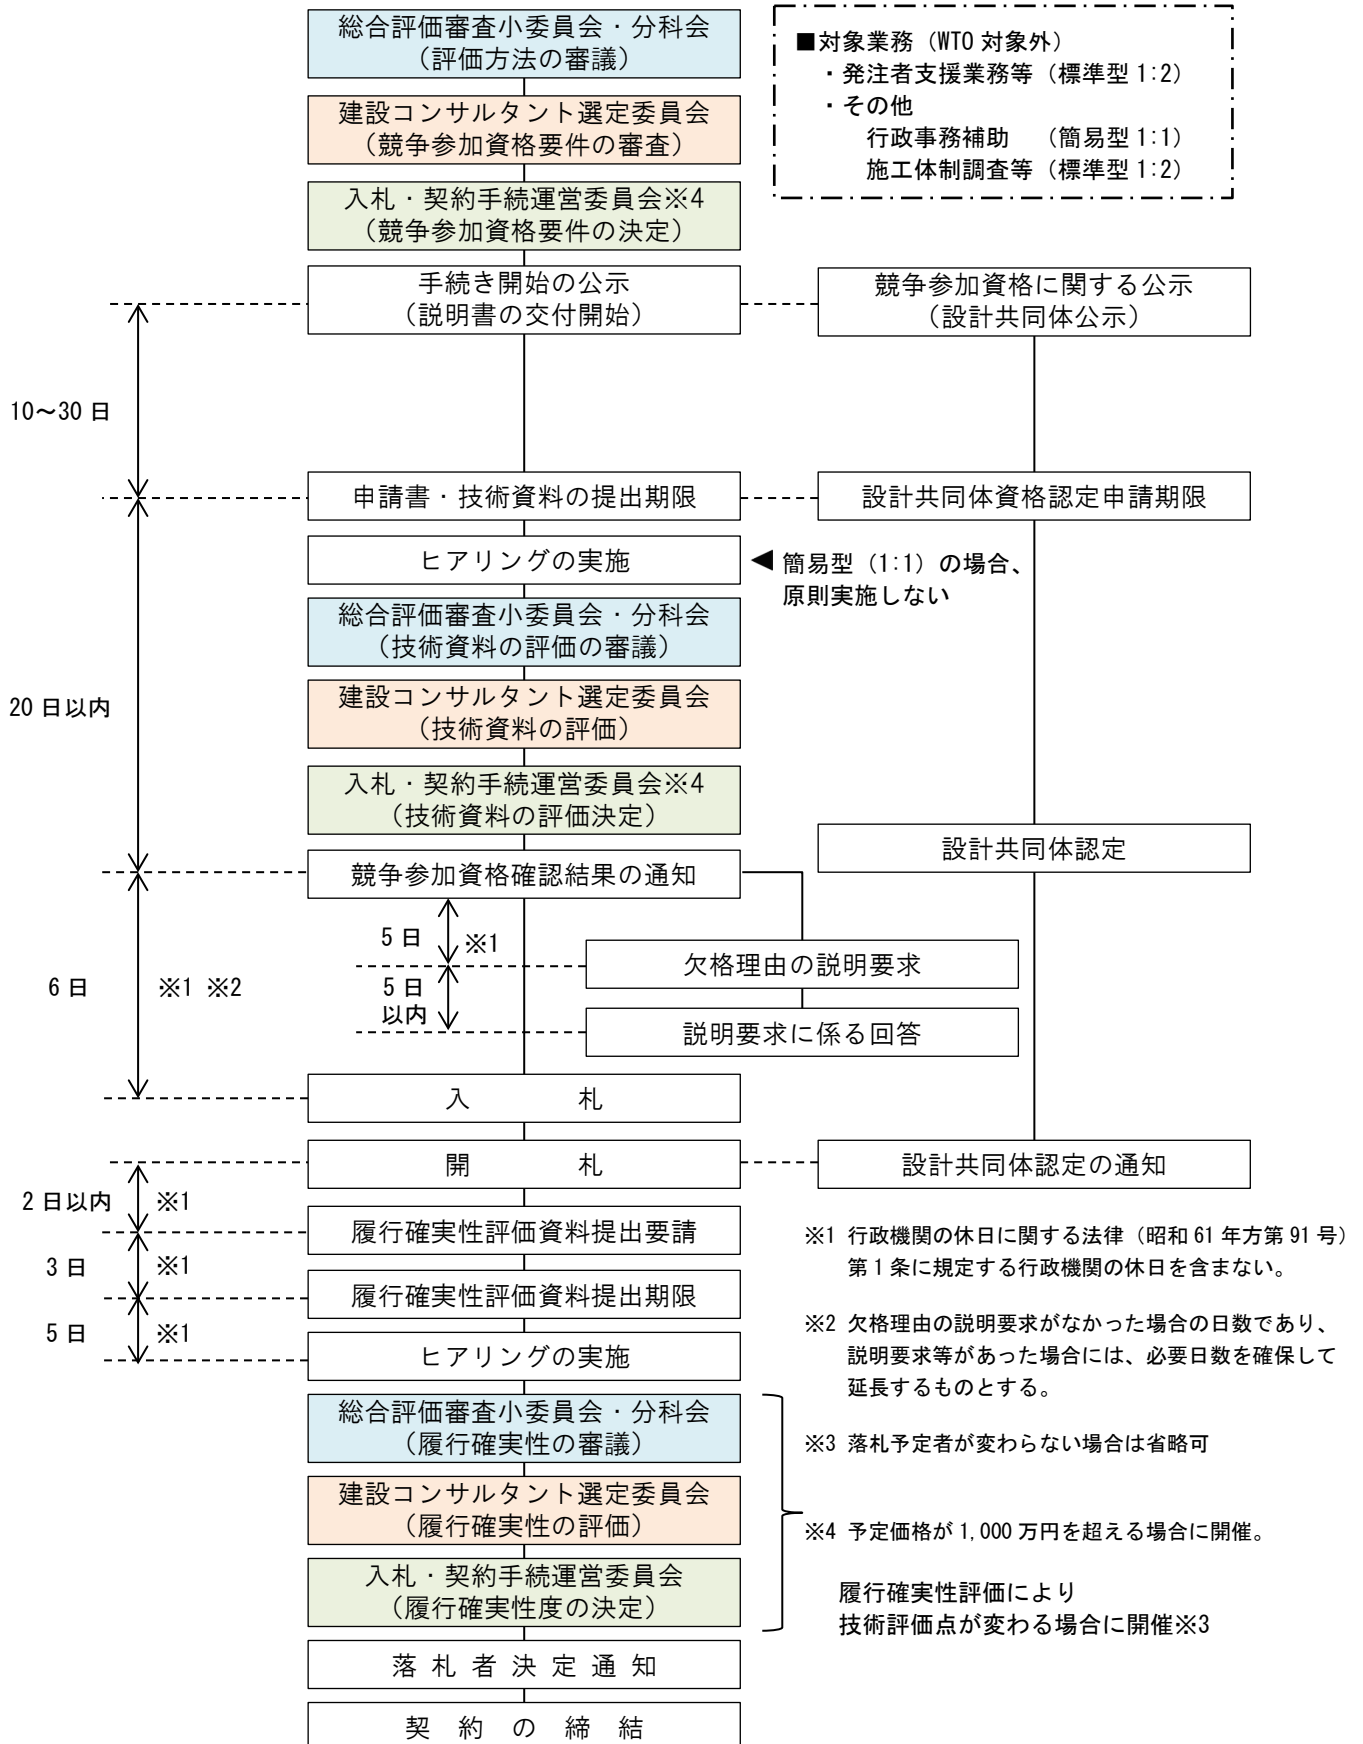 総合評価審査小委員会・分科会
（評価方法の審議）
■対象業務（WTO 対象外）
・発注者支援業務等（標準型 1:2）
・その他
行政事務補助　（簡易型 1:1）
施工体制調査等（標準型 1:2）
建設コンサルタント選定委員会
（競争参加資格要件の審査）
入札・契約手続運営委員会※4
（競争参加資格要件の決定）
手続き開始の公示
（説明書の交付開始）
競争参加資格に関する公示
（設計共同体公示）
10～30 日
申請書・技術資料の提出期限
設計共同体資格認定申請期限
ヒアリングの実施
◀ 簡易型（1:1）の場合、
原則実施しない
総合評価審査小委員会・分科会
（技術資料の評価の審議）
20 日以内
建設コンサルタント選定委員会
（技術資料の評価）
入札・契約手続運営委員会※4
（技術資料の評価決定）
設計共同体認定
競争参加資格確認結果の通知
5 日 ※1
欠格理由の説明要求
6 日 ※1 ※2
5 日
以内
説明要求に係る回答
入　　　札
開　　　札
設計共同体認定の通知
2 日以内 ※1
履行確実性評価資料提出要請
3 日 ※1
履行確実性評価資料提出期限
5 日 ※1
ヒアリングの実施
※1 行政機関の休日に関する法律（昭和 61 年方第 91 号）
第 1 条に規定する行政機関の休日を含まない。
※2 欠格理由の説明要求がなかった場合の日数であり、
説明要求等があった場合には、必要日数を確保して
延長するものとする。
総合評価審査小委員会・分科会
（履行確実性の審議）
※3 落札予定者が変わらない場合は省略可
建設コンサルタント選定委員会
（履行確実性の評価）
※4 予定価格が 1,000 万円を超える場合に開催。
入札・契約手続運営委員会
（履行確実性度の決定）
履行確実性評価により
技術評価点が変わる場合に開催※3
落 札 者 決 定 通 知
契 約 の 締 結